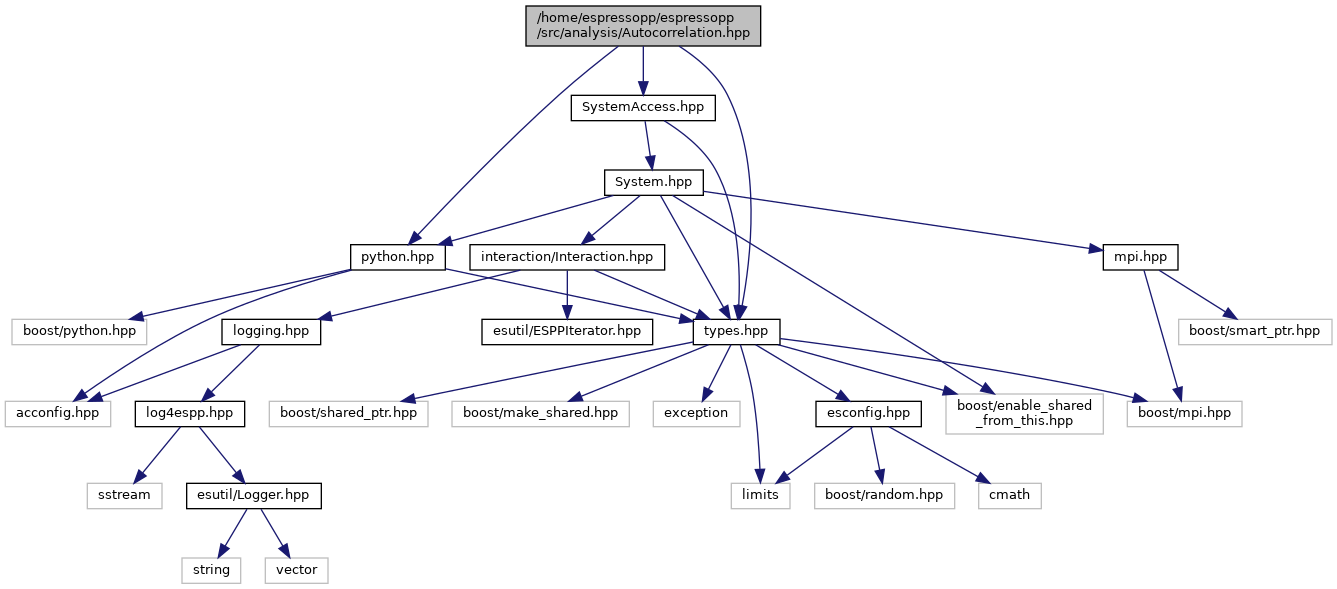 /home/espressopp/espressopp
/src/analysis/Autocorrelation.hpp
SystemAccess.hpp
System.hpp
python.hpp
interaction/Interaction.hpp
mpi.hpp
boost/python.hpp
logging.hpp
esutil/ESPPIterator.hpp
types.hpp
boost/smart_ptr.hpp
acconfig.hpp
log4espp.hpp
boost/shared_ptr.hpp
boost/make_shared.hpp
exception
esconfig.hpp
boost/enable_shared
_from_this.hpp
boost/mpi.hpp
sstream
esutil/Logger.hpp
limits
boost/random.hpp
cmath
string
vector